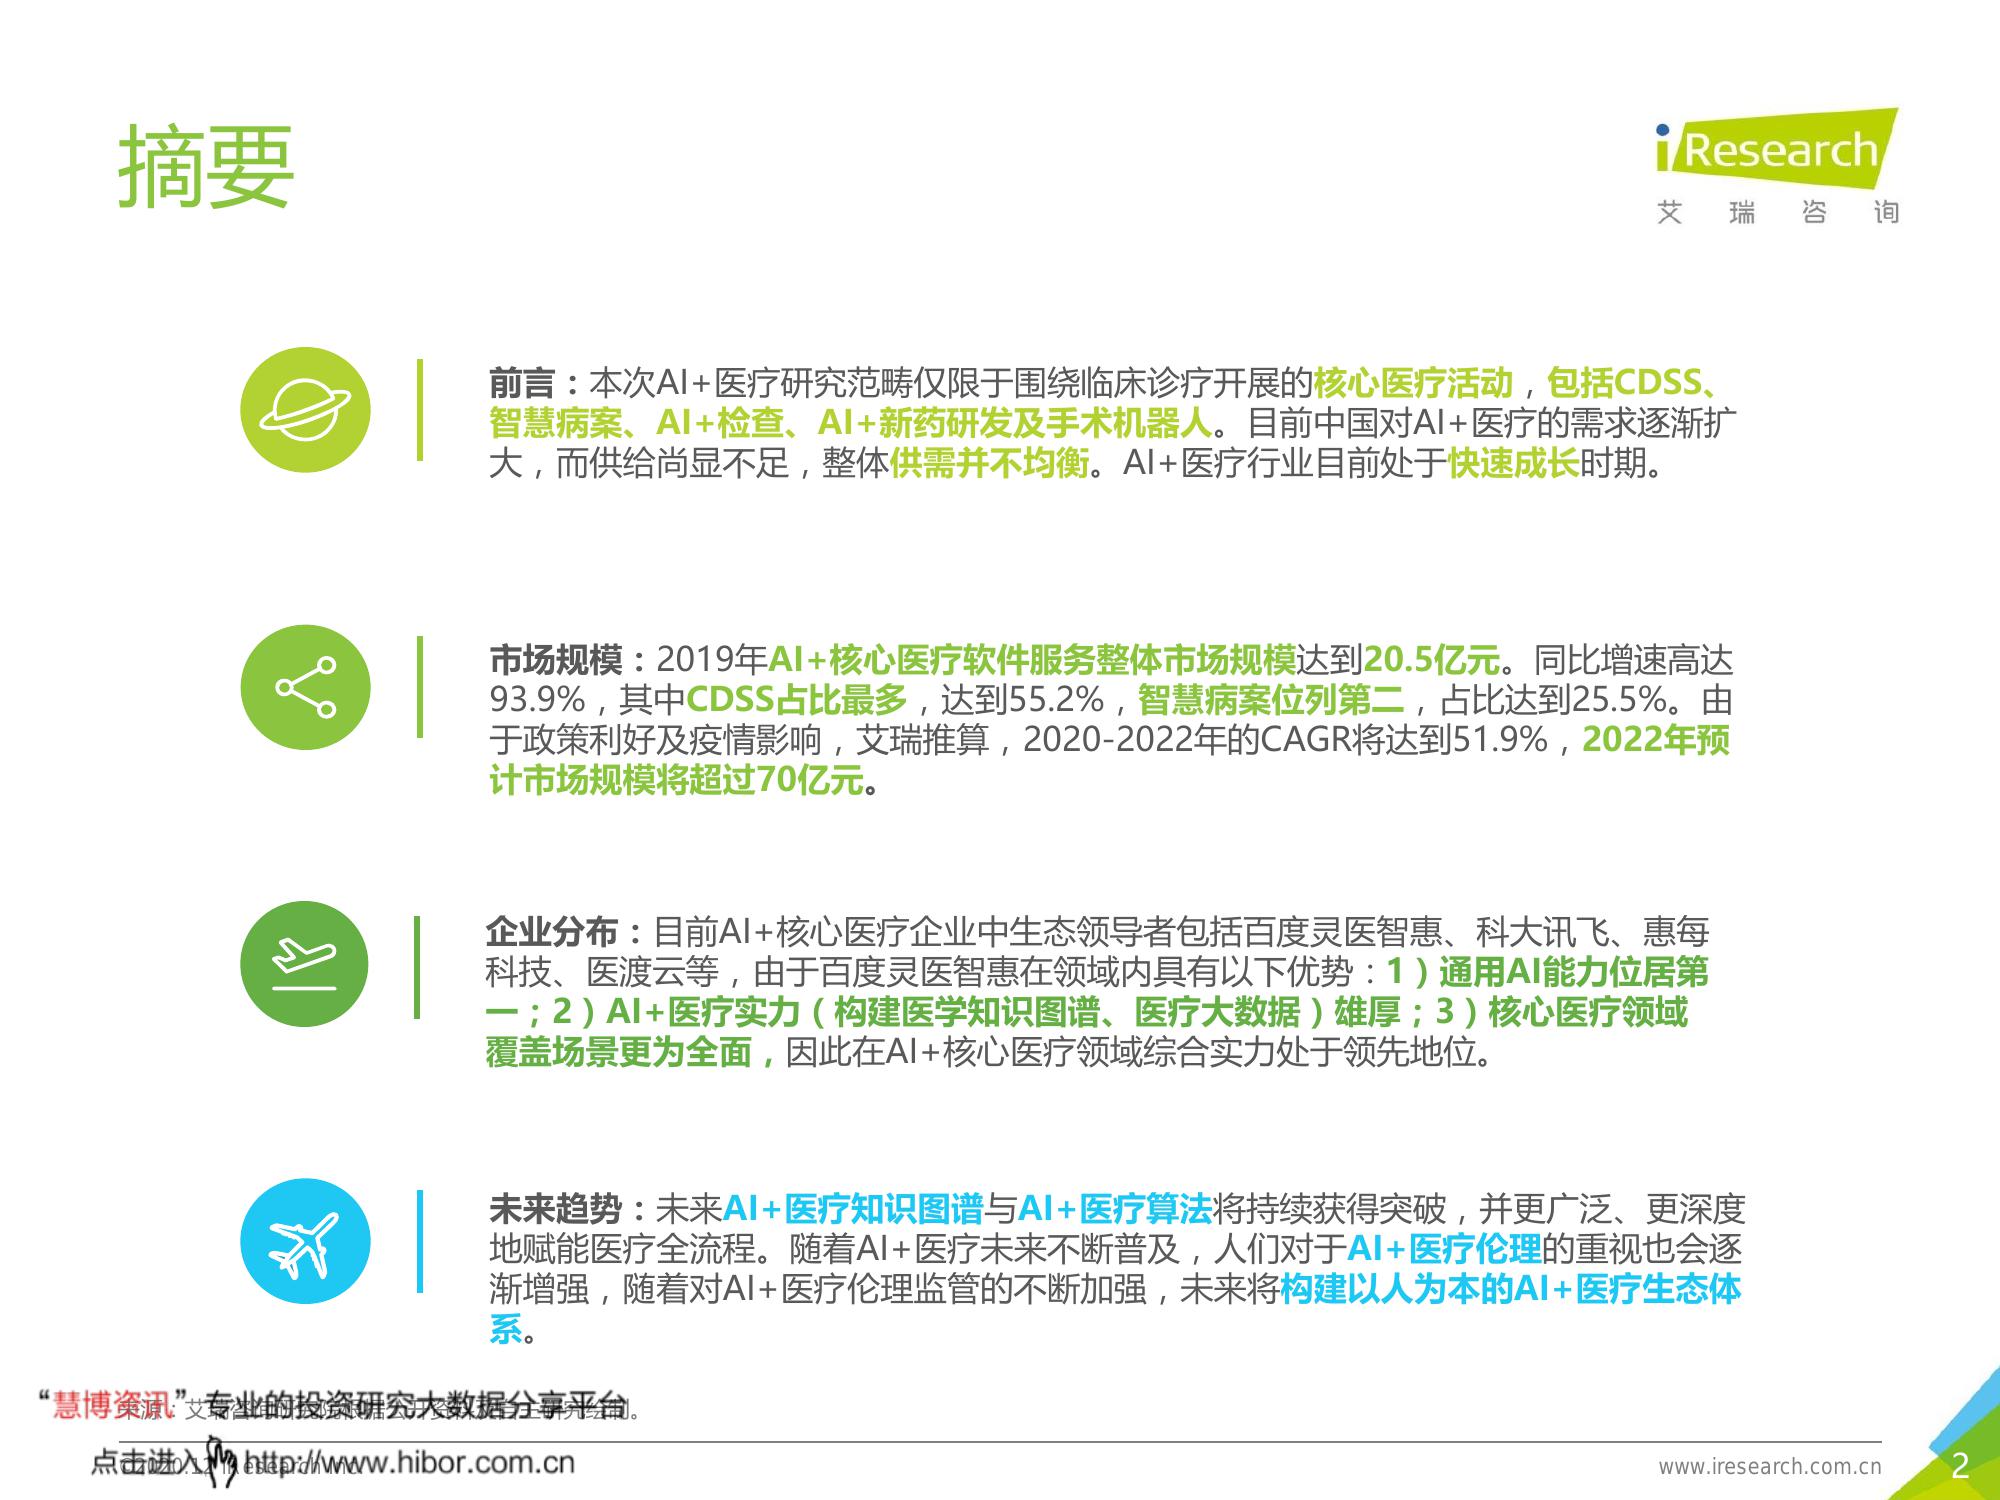 摘要
iResearch
艾瑞咨询
前言：本次AI+医疗研究范畴仅限于围绕临床诊疗开展的核心医疗活动，包括CDSS、
智慧病案、AI+检查、AI+新药研发及手术机器人。目前中国对AI+医疗的需求逐渐扩
大，而供给尚显不足，整体供需并不均衡。AI+医疗行业目前处于快速成长时期。
市场规模：2019年AI+核心医疗软件服务整体市场规模达到20.5亿元。同比增速高达
93.9%，其中CDSS占比最多，达到55.2%，智慧病案位列第二，占比达到25.5%。由
于政策利好及疫情影响，艾瑞推算，2020-2022年的CAGR将达到51.9%，2022年预
计市场规模将超过70亿元。
企业分布：目前AI+核心医疗企业中生态领导者包括百度灵医智惠、科大讯飞、惠每
科技、医渡云等，由于百度灵医智惠在领域内具有以下优势：1）通用AI能力位居第
一；2）AI+医疗实力（构建医学知识图谱、医疗大数据）雄厚；3）核心医疗领域
覆盖场景更为全面，因此在AI+核心医疗领域综合实力处于领先地位。
未来趋势：未来AI+医疗知识图谱与AI+医疗算法将持续获得突破，并更广泛、更深度
地赋能医疗全流程。随着AI+医疗未来不断普及，人们对于AI+医疗伦理的重视也会逐
渐增强，随着对AI+医疗伦理监管的不断加强，未来将构建以人为本的AI+医疗生态体
系。
“慧博资讯”专业的投资研究大数据分享平台
来源：艾瑞咨询研究院根据公开资料及自主研究绘制。
点击进入 http://www.hibor.com.cn
©2020.12 iResearch Inc.
www.iresearch.com.cn
2